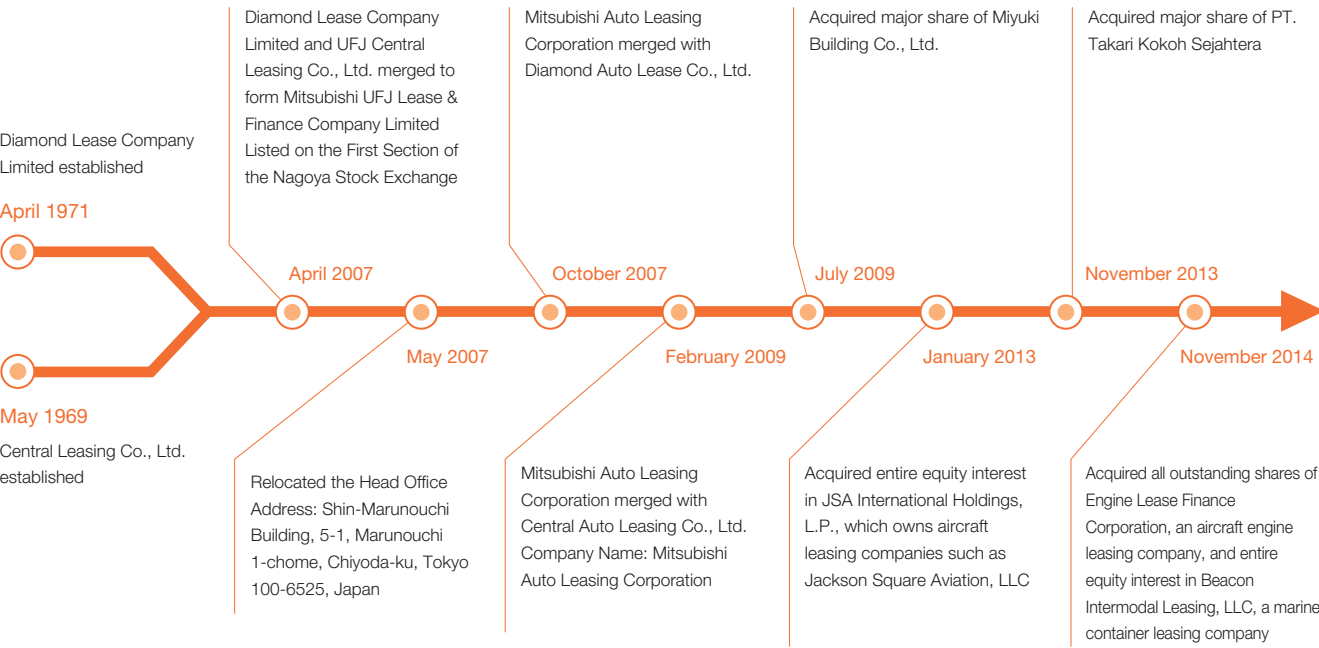 Diamond Lease Company
Limited established
April 1971
May 1969
Central Leasing Co., Ltd.
established
Diamond Lease Company
Limited and UFJ Central
Leasing Co., Ltd. merged to
form Mitsubishi UFJ Lease &
Finance Company Limited
Listed on the First Section of
the Nagoya Stock Exchange
April 2007
May 2007
Relocated the Head Office
Address: Shin-Marunouchi
Building, 5-1, Marunouchi
1-chome, Chiyoda-ku, Tokyo
100-6525, Japan
Mitsubishi Auto Leasing
Corporation merged with
Diamond Auto Lease Co., Ltd.
October 2007
February 2009
Mitsubishi Auto Leasing
Corporation merged with
Central Auto Leasing Co., Ltd.
Company Name: Mitsubishi
Auto Leasing Corporation
Acquired major share of Miyuki
Building Co., Ltd.
July 2009
January 2013
Acquired entire equity interest
in JSA International Holdings,
L.P., which owns aircraft
leasing companies such as
Jackson Square Aviation, LLC
Acquired major share of PT.
Takari Kokoh Sejahtera
November 2013
November 2014
Acquired all outstanding shares of
Engine Lease Finance
Corporation, an aircraft engine
leasing company, and entire
equity interest in Beacon
Intermodal Leasing, LLC, a marine
container leasing company